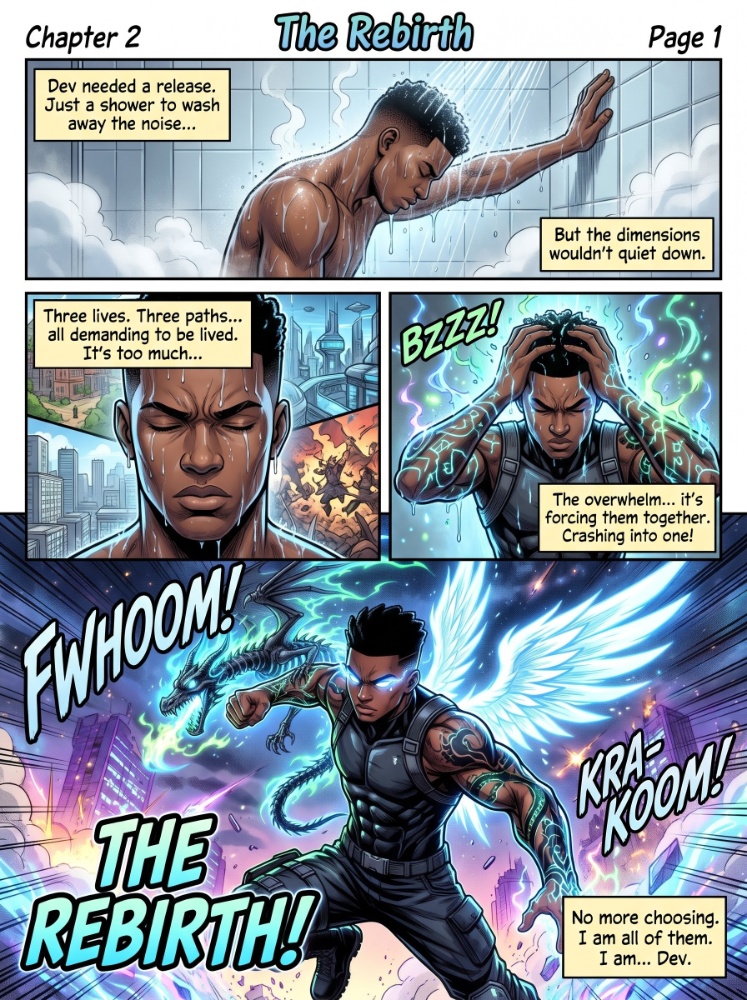 Chapter 2
The Rebirth
Page 1
Dev needed a release.
Just a shower to wash
away the noise...
But the dimensions
wouldn't quiet down.
Three lives. Three paths...
all demanding to be lived.
It's too much...
BZZZ!
The overwhelm... it's
forcing them together.
Crashing into one!
FWHOOM!
KRA-
KOOM!
THE
REBIRTH!
No more choosing.
I am all of them.
I am... Dev.